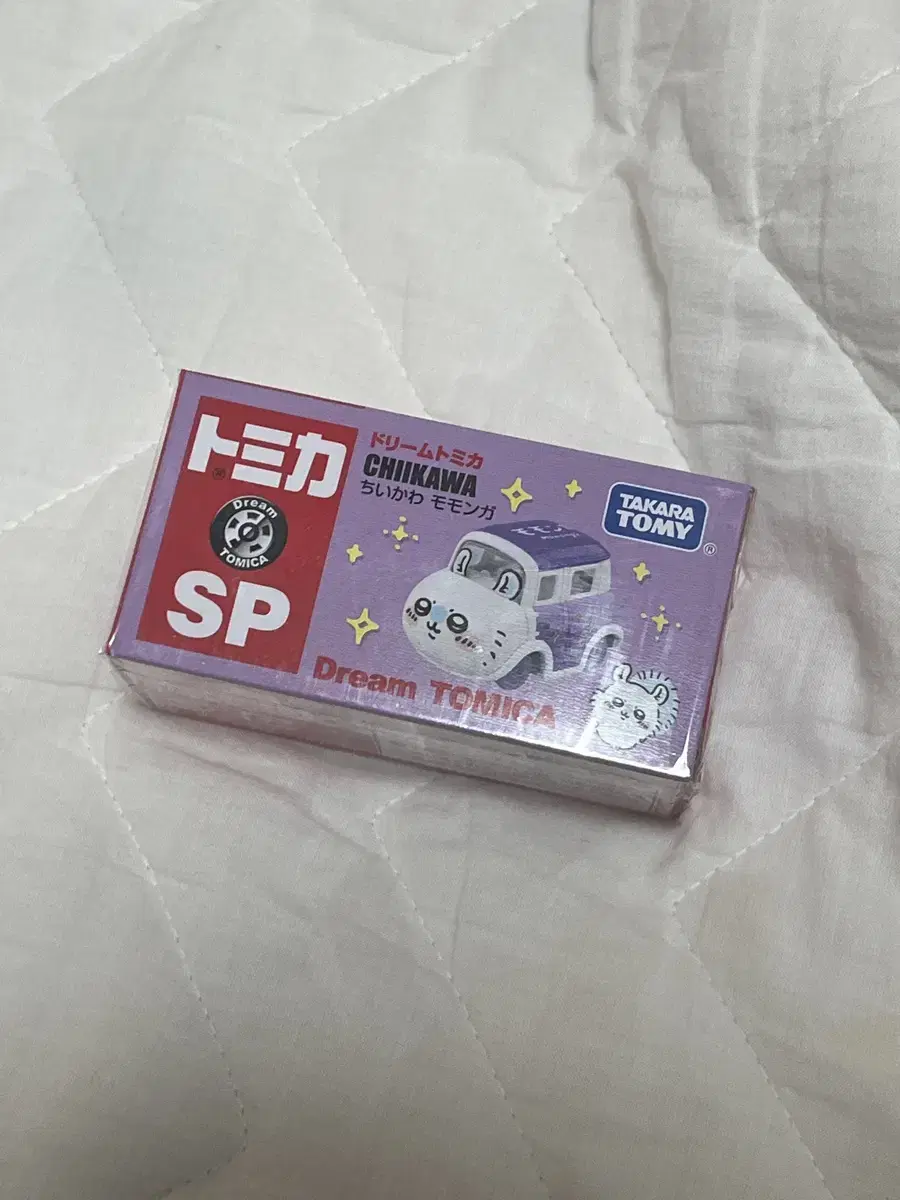 トミカ
Dream
TOMICA
SP
ドリームトミカ
CHIIKAWA
ちいかわ モモンガ
TAKARA
TOMY
®
Dream TOMICA